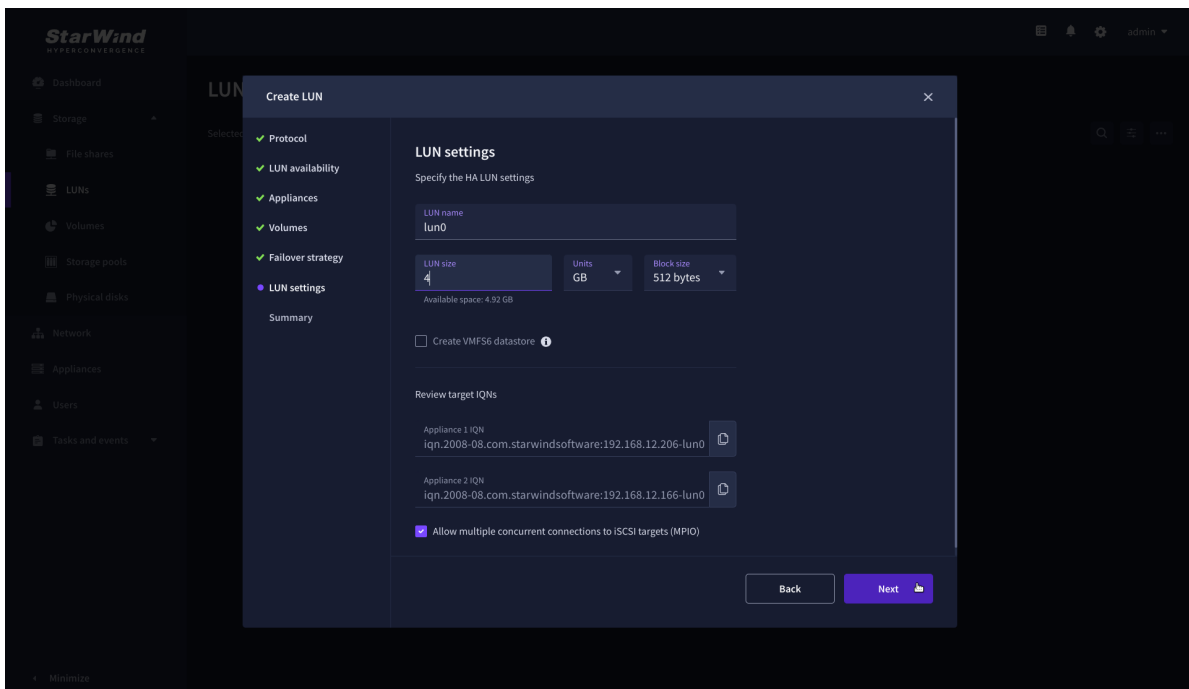 StarWind
HYPERCONVERGENCE
admin
Dashboard
Storage
File shares
LUNs
Volumes
Storage pools
Physical disks
Network
Appliances
Users
Tasks and events
Minimize
LUN
Selected
Create LUN
Protocol
LUN availability
Appliances
Volumes
Failover strategy
LUN settings
Summary
LUN settings
Specify the HA LUN settings
LUN name
lun0
LUN size
4
Units
GB
Block size
512 bytes
Available space: 4.92 GB
Create VMFS6 datastore
Review target IQNs
Appliance 1 IQN
iqn.2008-08.com.starwindsoftware:192.168.12.206-lun0
Appliance 2 IQN
iqn.2008-08.com.starwindsoftware:192.168.12.166-lun0
Allow multiple concurrent connections to iSCSI targets (MPIO)
Back
Next